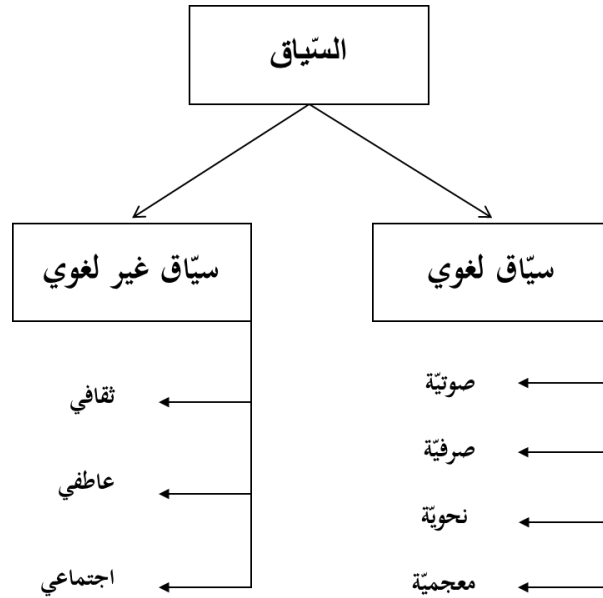 السّياق
سيّاق لغوي
صوتيّة
صرفيّة
نحويّة
معجميّة
سيّاق غير لغوي
ثقافي
عاطفي
اجتماعي